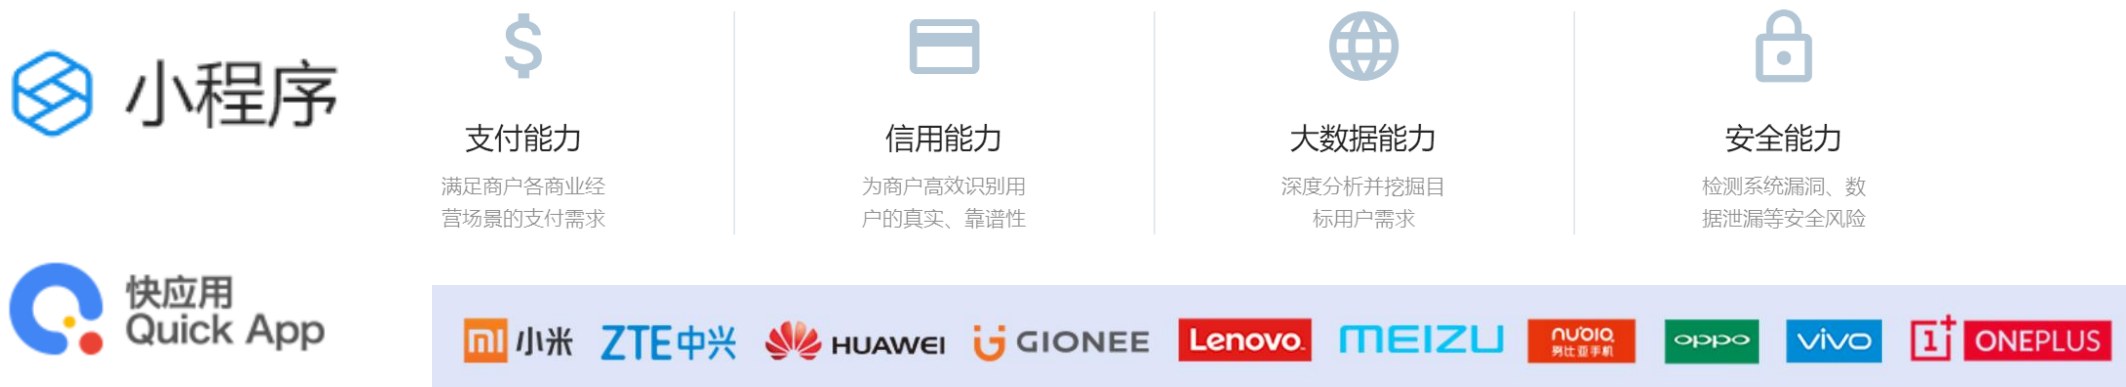 小程序
支付能力
满足商户各商业经
营场景的支付需求
信用能力
为商户高效识别用
户的真实、靠谱性
大数据能力
深度分析并挖掘目
标用户需求
安全能力
检测系统漏洞、数
据泄漏等安全风险
快应用
Quick App
mi 小米 ZTE中兴 HUAWEI GIONEE Lenovo. MEIZU nubia oppo vivo 1+ ONEPLUS
努比亚手机